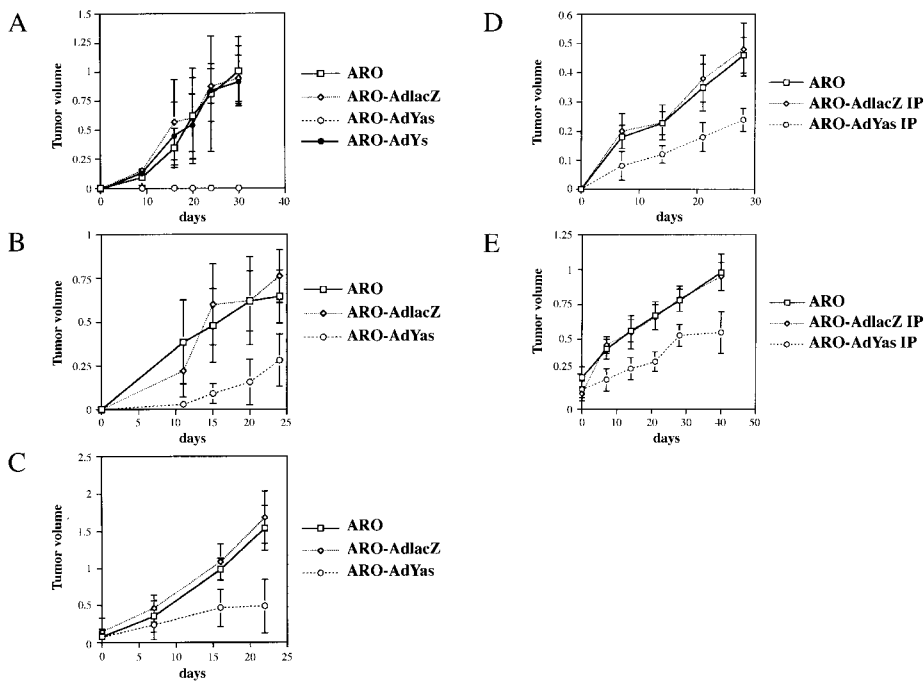 A
Tumor volume
1.5
1.25
1
0.75
0.5
0.25
0
0 10 20 30 40
days
ARO
ARO-AdlacZ
ARO-AdYas
ARO-AdYs
B
Tumor volume
1
0.75
0.5
0.25
0
0 5 10 15 20 25
days
ARO
ARO-AdlacZ
ARO-AdYas
C
Tumor volume
2.5
2
1.5
1
0.5
0
0 5 10 15 20 25
days
ARO
ARO-AdlacZ
ARO-AdYas
D
Tumor volume
0.6
0.5
0.4
0.3
0.2
0.1
0
0 10 20 30
days
ARO
ARO-AdlacZ IP
ARO-AdYas IP
E
Tumor volume
1.25
1
0.75
0.5
0.25
0
0 10 20 30 40 50
days
ARO
ARO-AdlacZ IP
ARO-AdYas IP